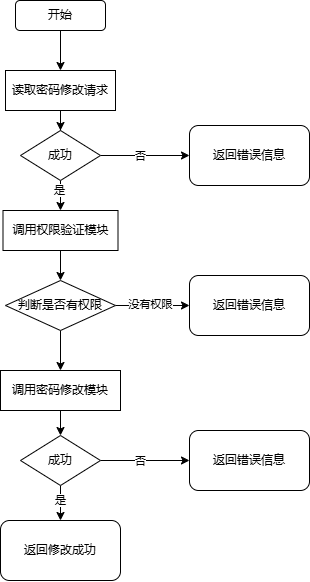 开始
读取密码修改请求
成功
否
返回错误信息
是
调用权限验证模块
判断是否有权限
没有权限
返回错误信息
调用密码修改模块
成功
否
返回错误信息
是
返回修改成功